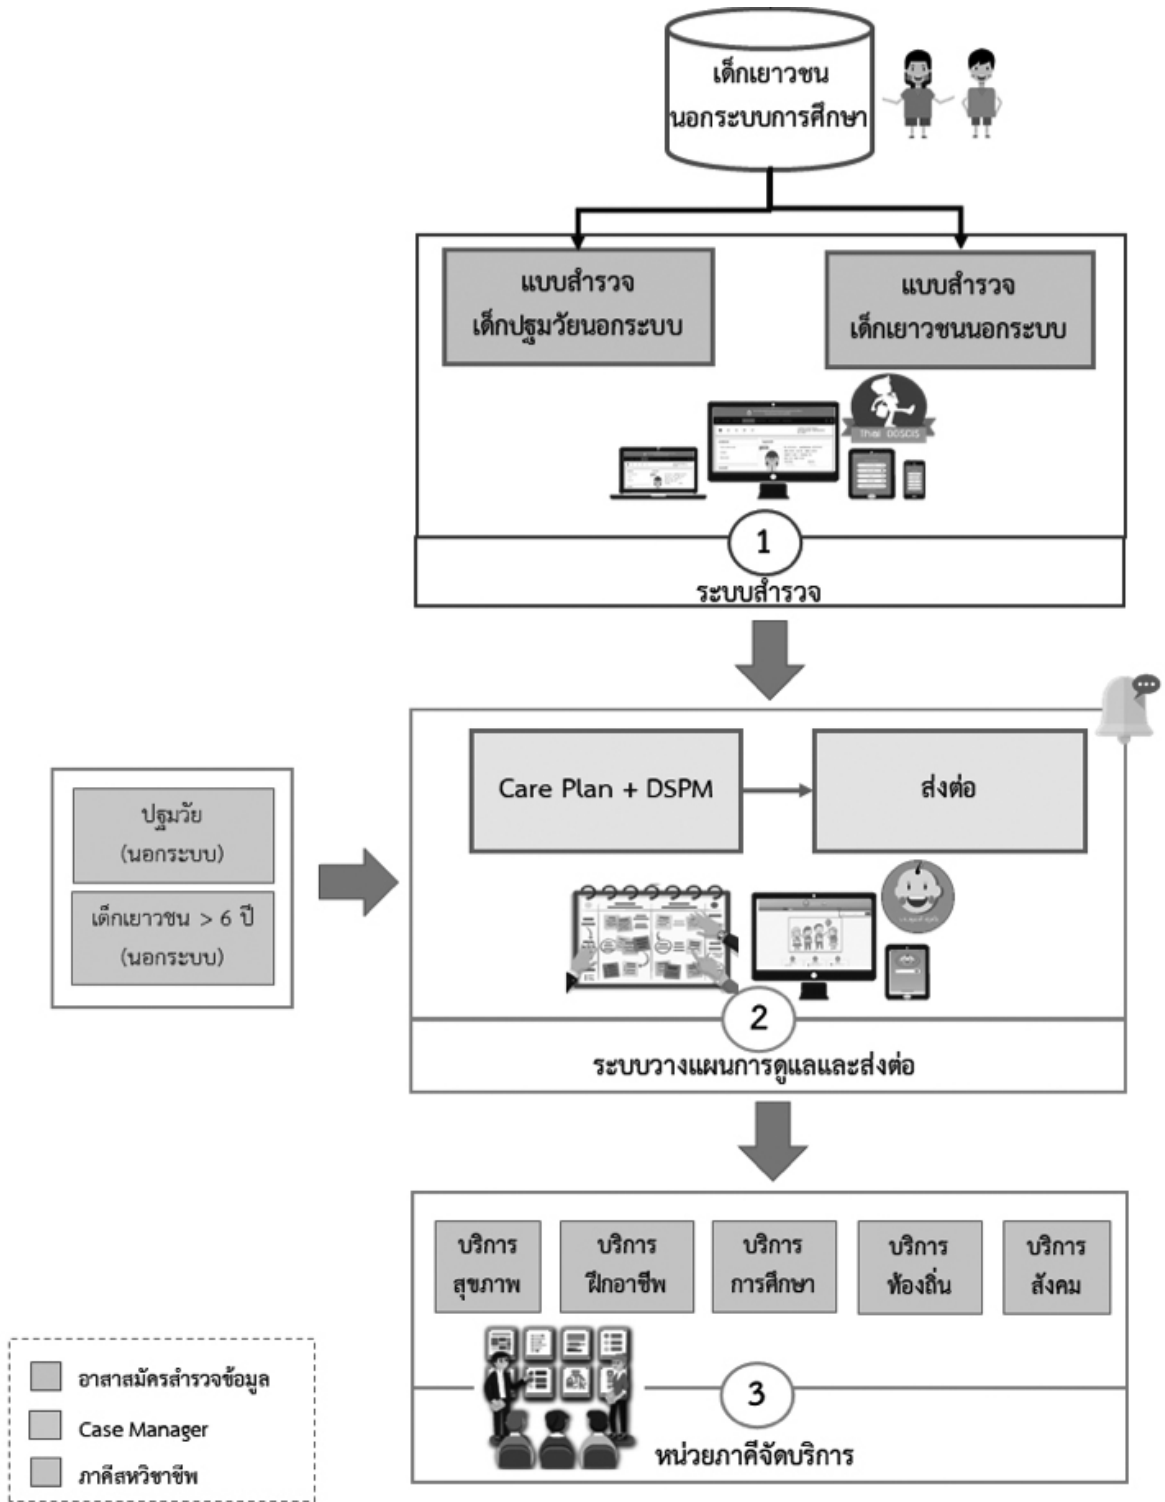 เด็กเยาวชน
นอกระบบการศึกษา
แบบสำรวจ
เด็กปฐมวัยนอกระบบ
แบบสำรวจ
เด็กเยาวชนนอกระบบ
Thai OOSCIS
1
ระบบสำรวจ
ปฐมวัย
(นอกระบบ)
เด็กเยาวชน > 6 ปี
(นอกระบบ)
Care Plan + DSPM
ส่งต่อ
2
ระบบวางแผนการดูแลและส่งต่อ
บริการ
สุขภาพ
บริการ
ฝึกอาชีพ
บริการ
การศึกษา
บริการ
ท้องถิ่น
บริการ
สังคม
3
หน่วยภาคีจัดบริการ
อาสาสมัครสำรวจข้อมูล
Case Manager
ภาคีสหวิชาชีพ